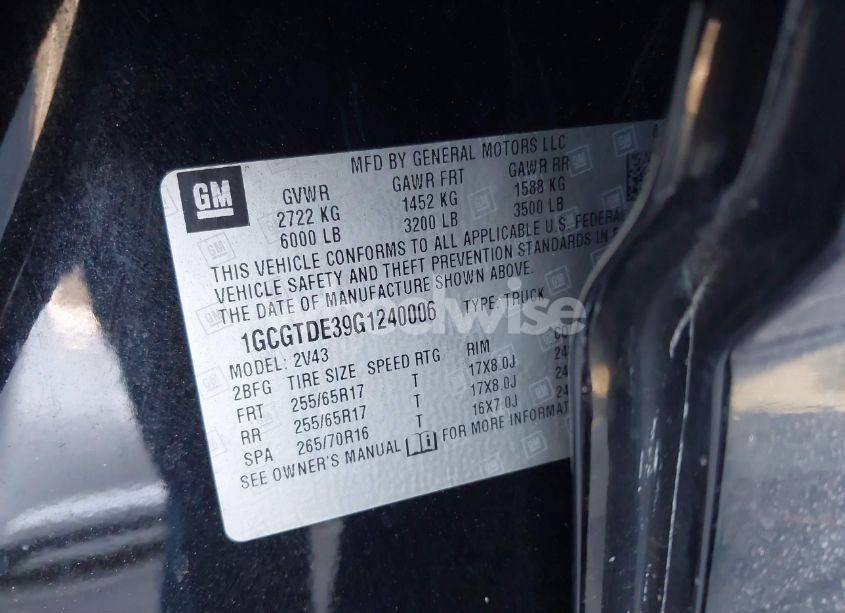 MFD BY GENERAL MOTORS LLC
GM
GVWR GAWR FRT GAWR RR
2722 KG 1452 KG 1588 KG
6000 LB 3200 LB 3500 LB
THIS VEHICLE CONFORMS TO ALL APPLICABLE U.S. FEDERAL
VEHICLE SAFETY AND THEFT PREVENTION STANDARDS IN
THE DATE OF MANUFACTURE SHOWN ABOVE.
1GCGTDE39G1240006 TYPE: TRUCK
MODEL: 2V43
2BFG TIRE SIZE SPEED RTG RIM
FRT 255/65R17 T 17X8.0J
RR 255/65R17 T 17X8.0J
SPA 265/70R16 T 16X7.0J
SEE OWNER'S MANUAL FOR MORE INFORMAT